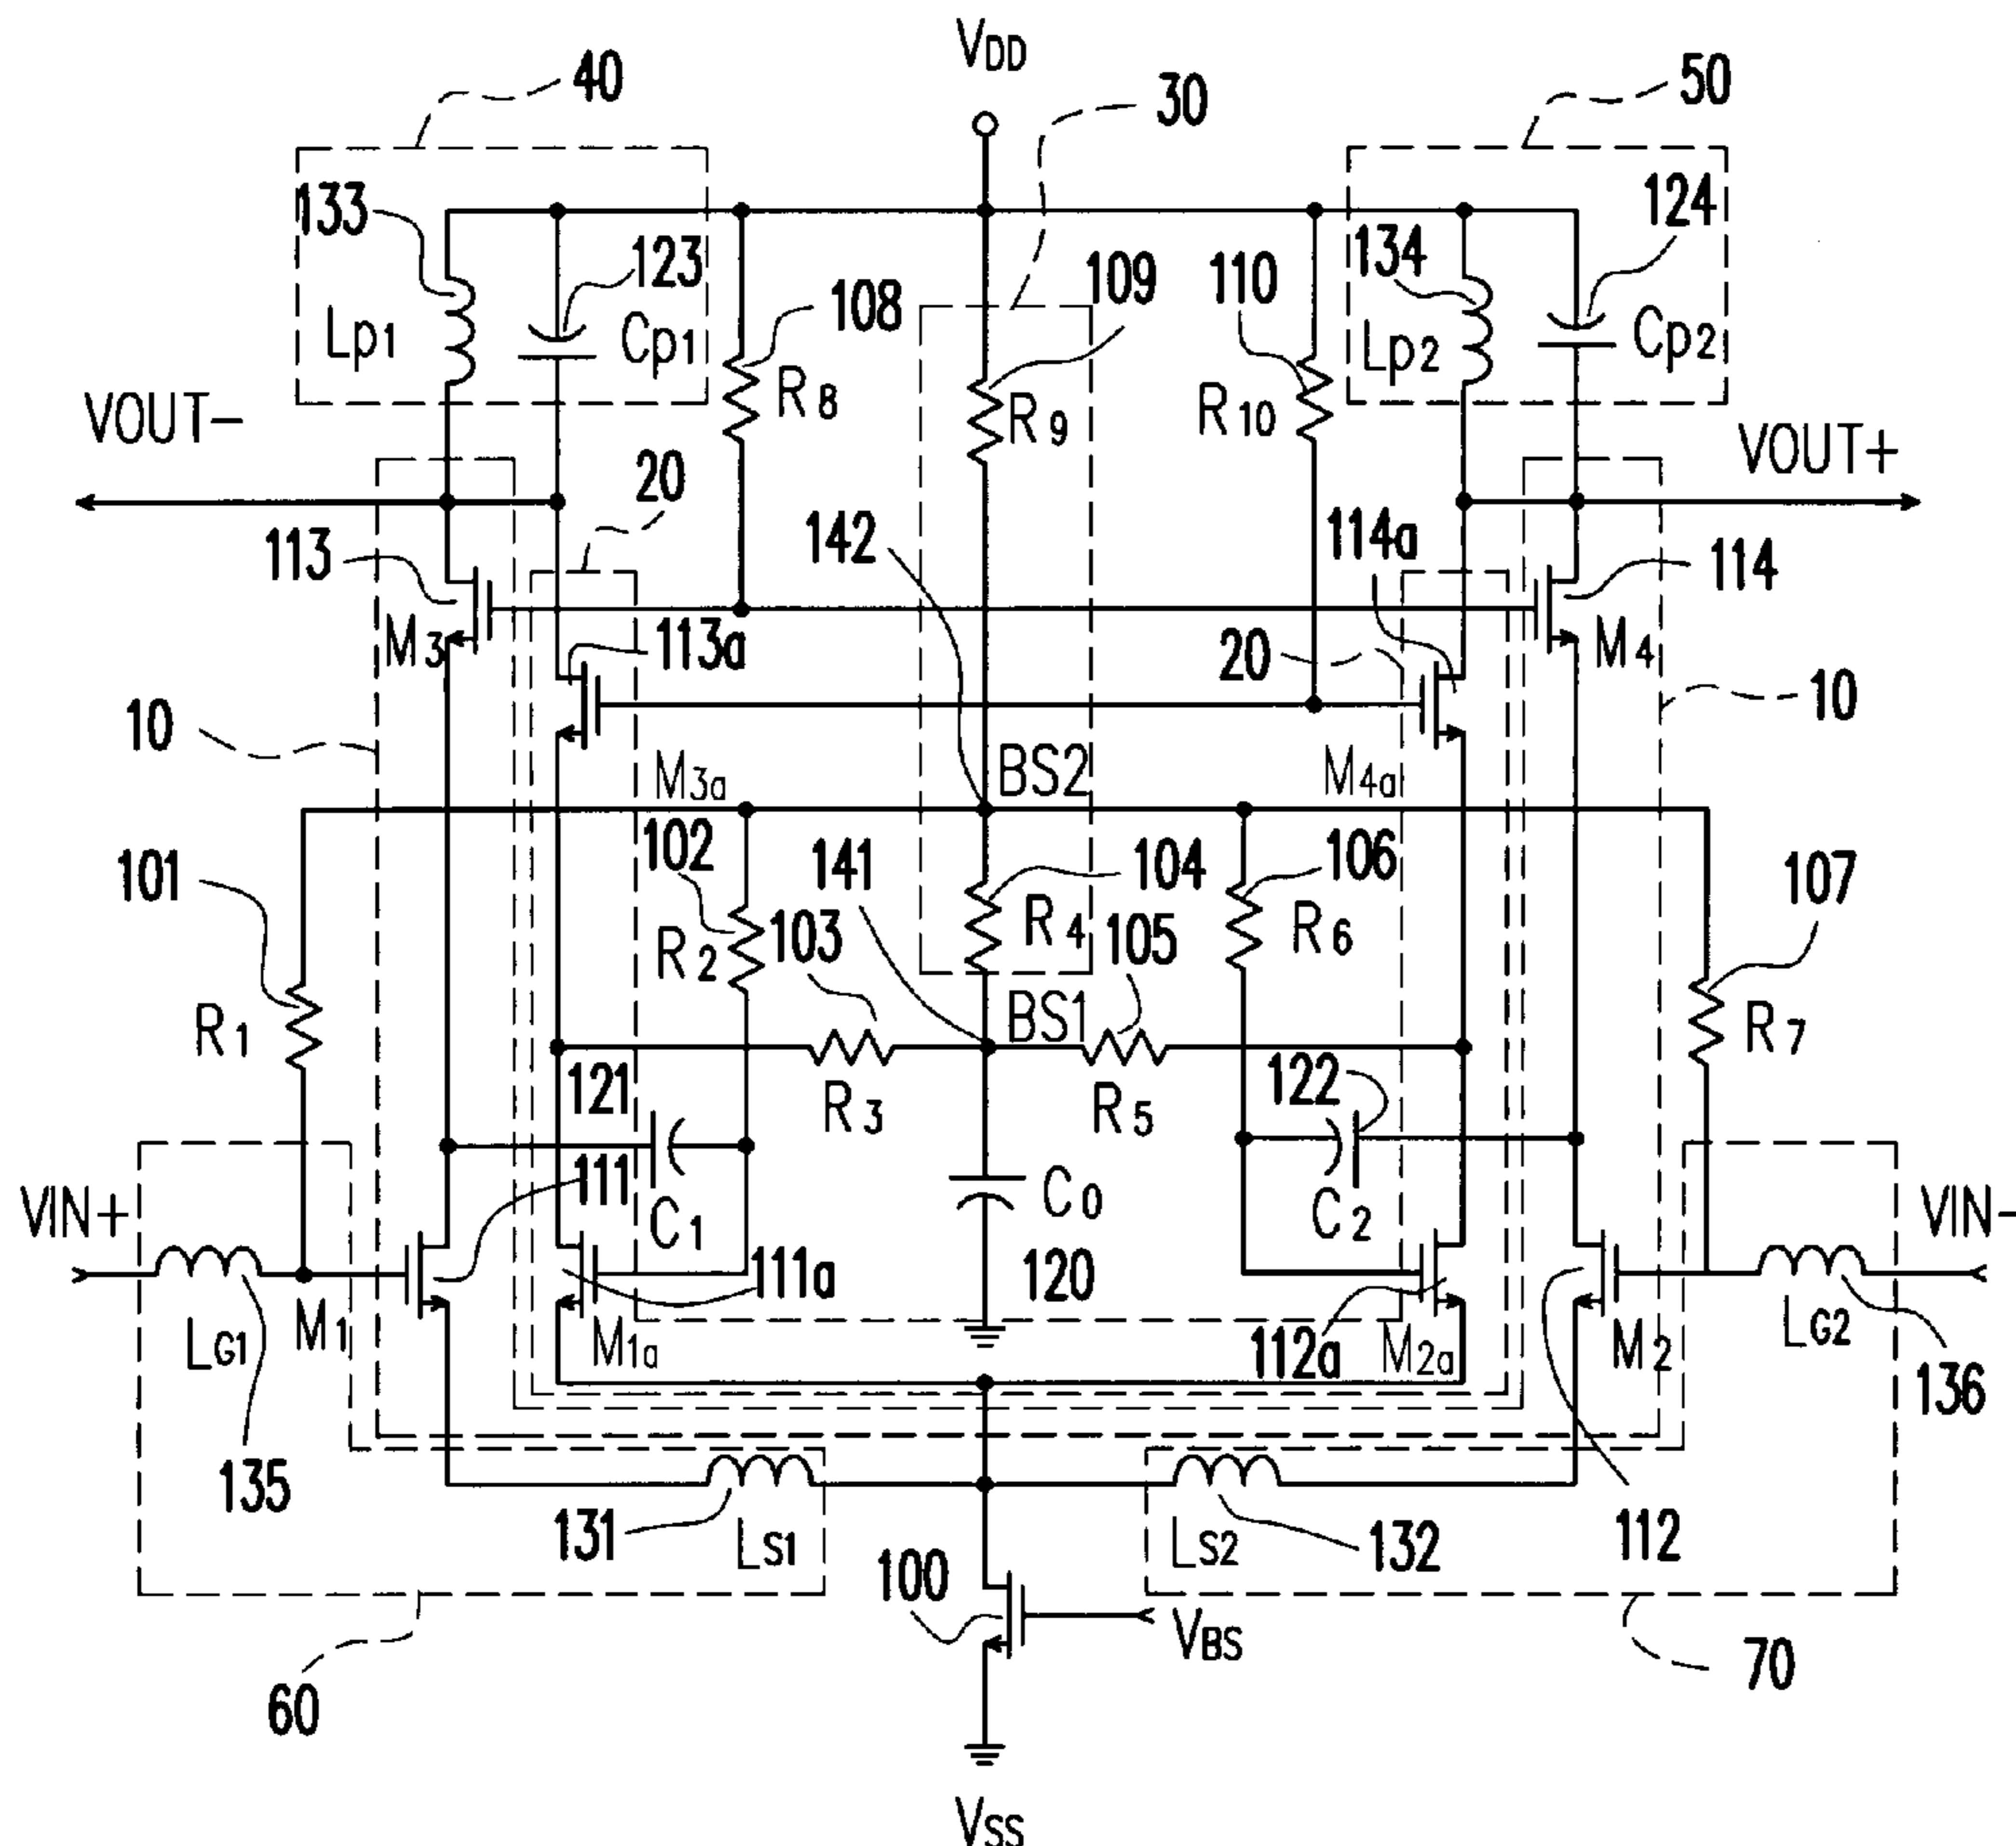 VDD
40
30
50
133
123
124
134
109
110
108
Lp1
Cp1
R8
R9
R10
Lp2
Cp2
VOUT-
VOUT+
20
142
114a
113
114
M3
113a
20
M4
10
10
M3a
BS2
M4a
102
141
104
106
101
107
R2
103
R4
105
R6
R1
BS1
R7
121
122
R3
R5
111
C0
VIN+
C1
C2
VIN-
111a
120
LG1
M1
M1a
112a
M2a
M2
LG2
136
135
131
LS1
LS2
132
112
100
VBS
60
70
VSS